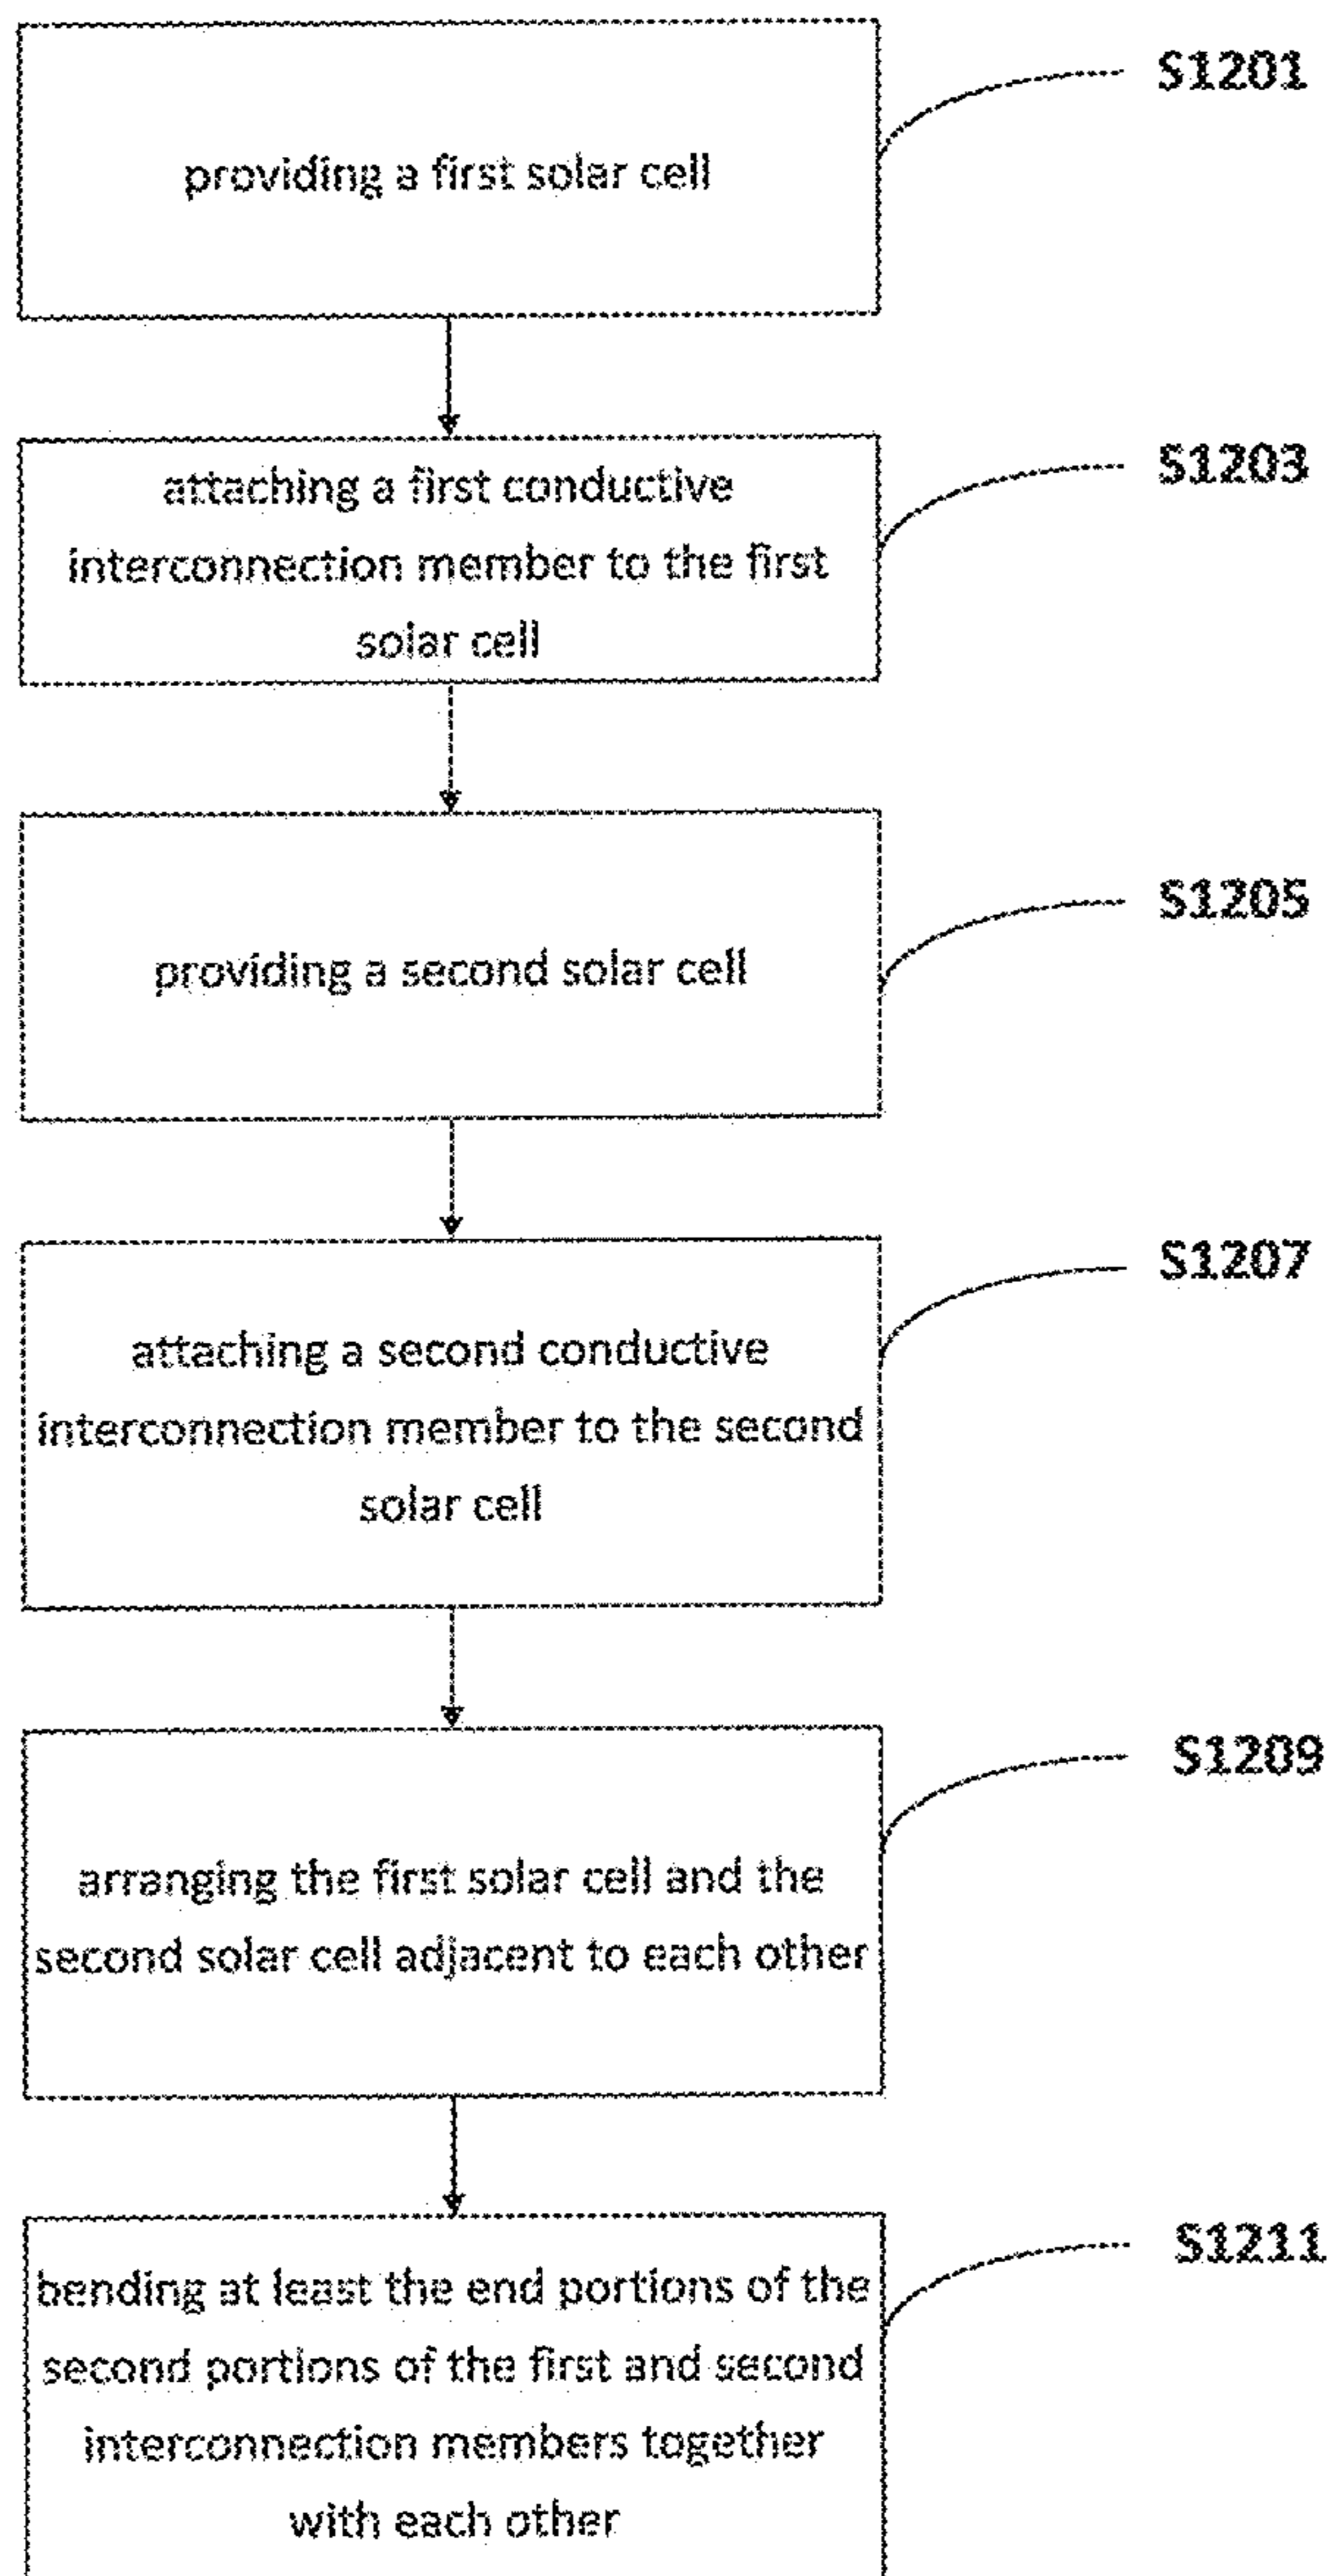 providing a first solar cell
S1201
attaching a first conductive
interconnection member to the first
solar cell
S1203
providing a second solar cell
S1205
attaching a second conductive
interconnection member to the second
solar cell
S1207
arranging the first solar cell and the
second solar cell adjacent to each other
S1209
bending at least the end portions of the
second portions of the first and second
interconnection members together
with each other
S1211